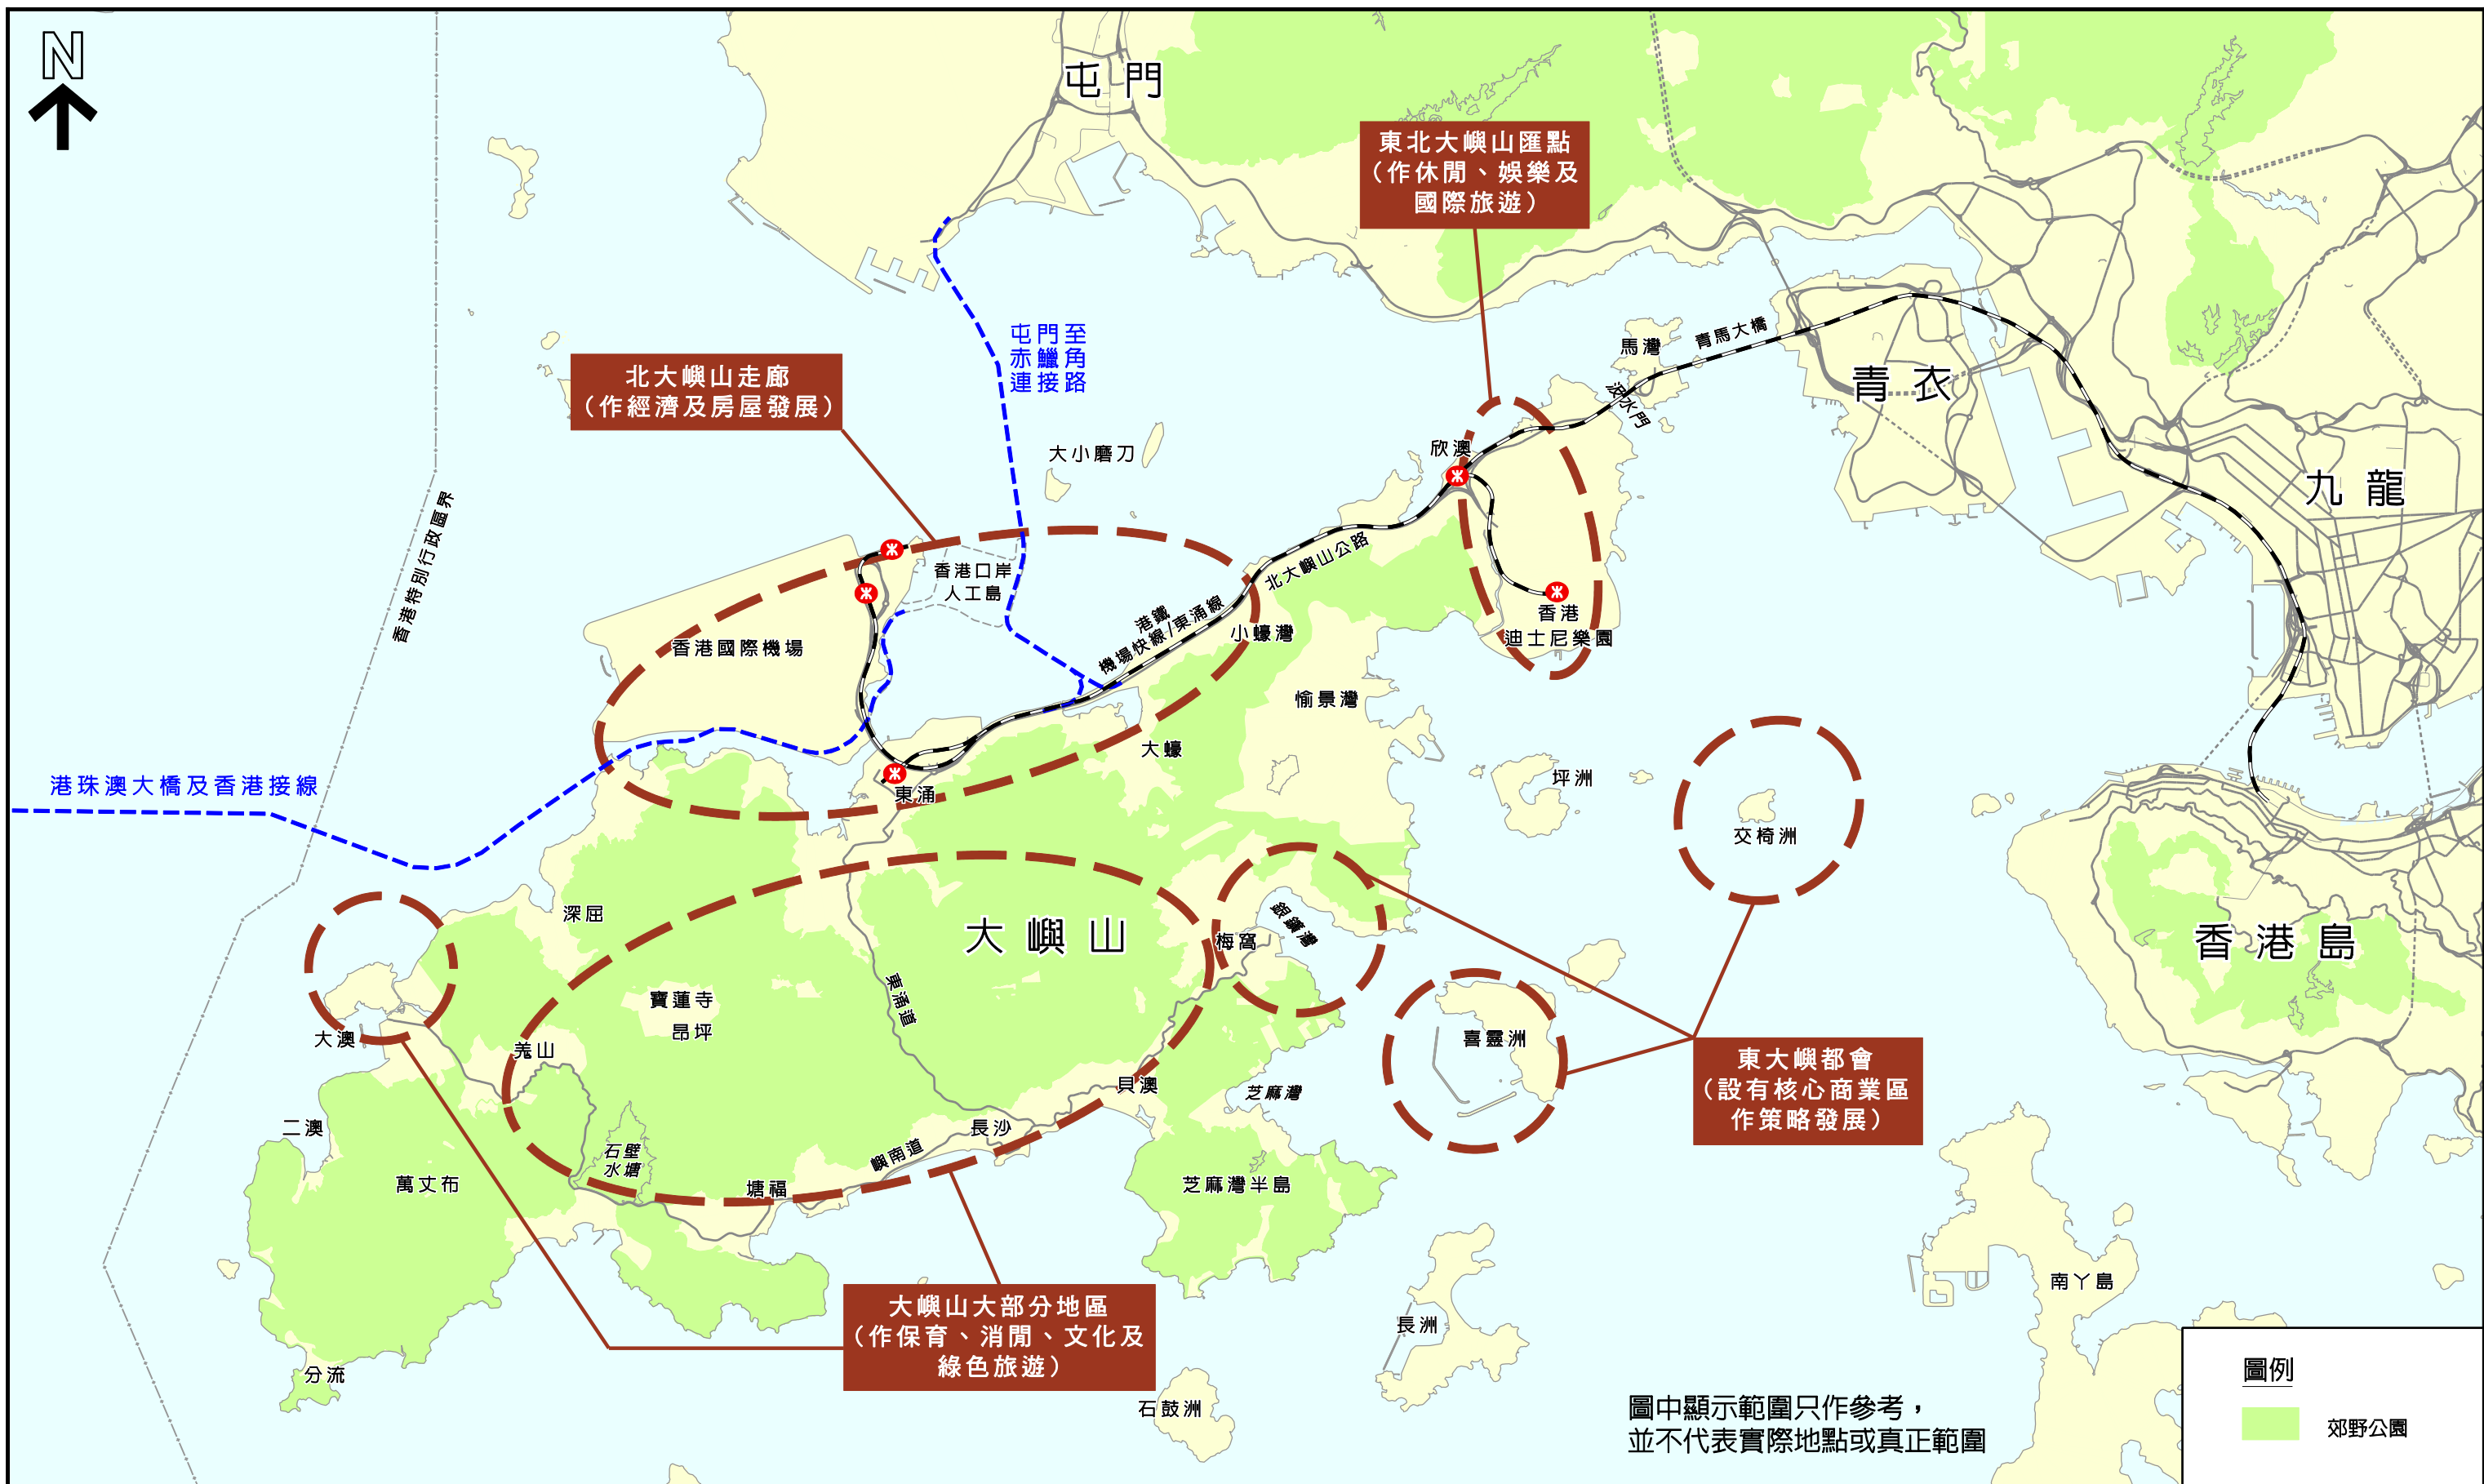 N
屯門
東北大嶼山匯點
（作休閒、娛樂及
國際旅遊）
屯門至
赤鱲角
連接路
北大嶼山走廊
（作經濟及房屋發展）
馬灣
青馬大橋
青衣
汲水門
大小磨刀
欣澳
九龍
香港特別行政區界
香港口岸
人工島
北大嶼山公路
香港
迪士尼樂園
港鐵
機場快線/東涌線
小蠔灣
香港國際機場
愉景灣
大蠔
港珠澳大橋及香港接線
坪洲
東涌
交椅洲
深屈
大嶼山
梅窩
銀鑛灣
香港島
寶蓮寺
昂坪
東涌道
大澳
羗山
喜靈洲
貝澳
芝麻灣
東大嶼都會
（設有核心商業區
作策略發展）
二澳
長沙
石壁
水塘
嶼南道
萬丈布
塘福
芝麻灣半島
南丫島
大嶼山大部分地區
（作保育、消閒、文化及
綠色旅遊）
長洲
分流
石鼓洲
圖中顯示範圍只作參考，
並不代表實際地點或真正範圍
圖例
郊野公園